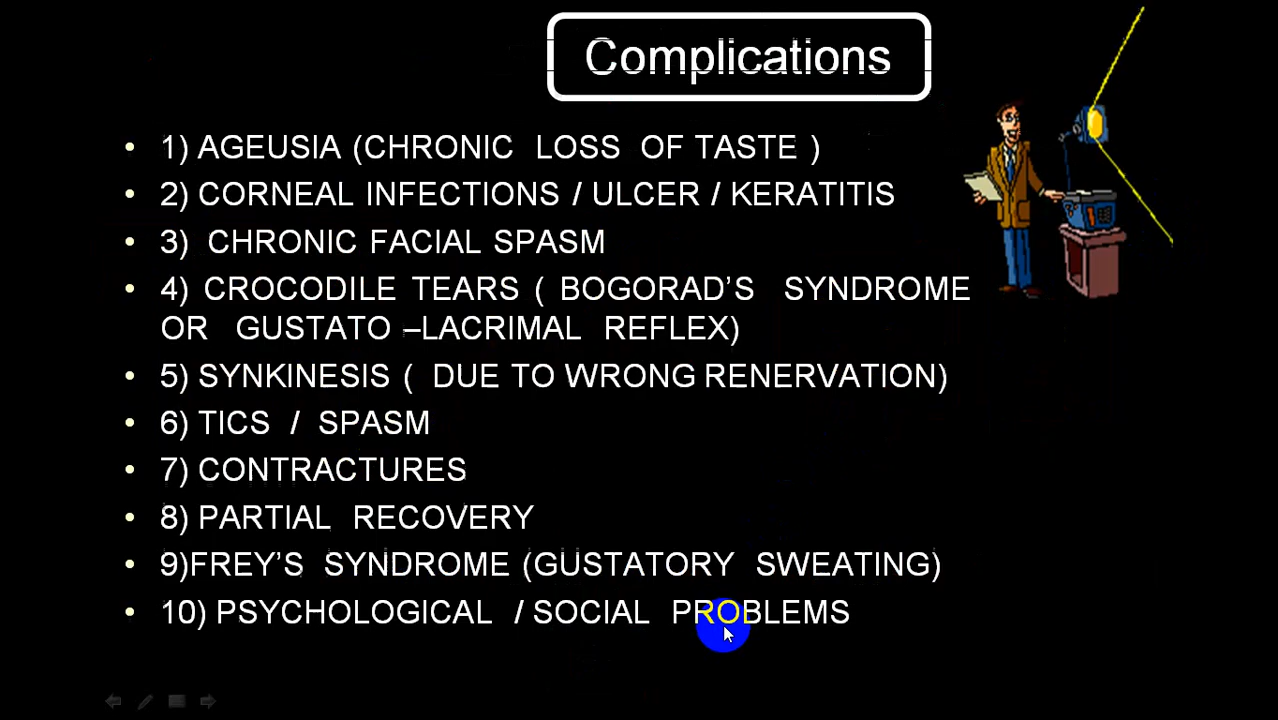 Complications
• 1) AGEUSIA (CHRONIC LOSS OF TASTE )
• 2) CORNEAL INFECTIONS / ULCER / KERATITIS
• 3) CHRONIC FACIAL SPASM
• 4) CROCODILE TEARS ( BOGORAD'S SYNDROME
OR GUSTATO –LACRIMAL REFLEX)
• 5) SYNKINESIS ( DUE TO WRONG RENERVATION)
• 6) TICS / SPASM
• 7) CONTRACTURES
• 8) PARTIAL RECOVERY
• 9)FREY'S SYNDROME (GUSTATORY SWEATING)
• 10) PSYCHOLOGICAL / SOCIAL PROBLEMS